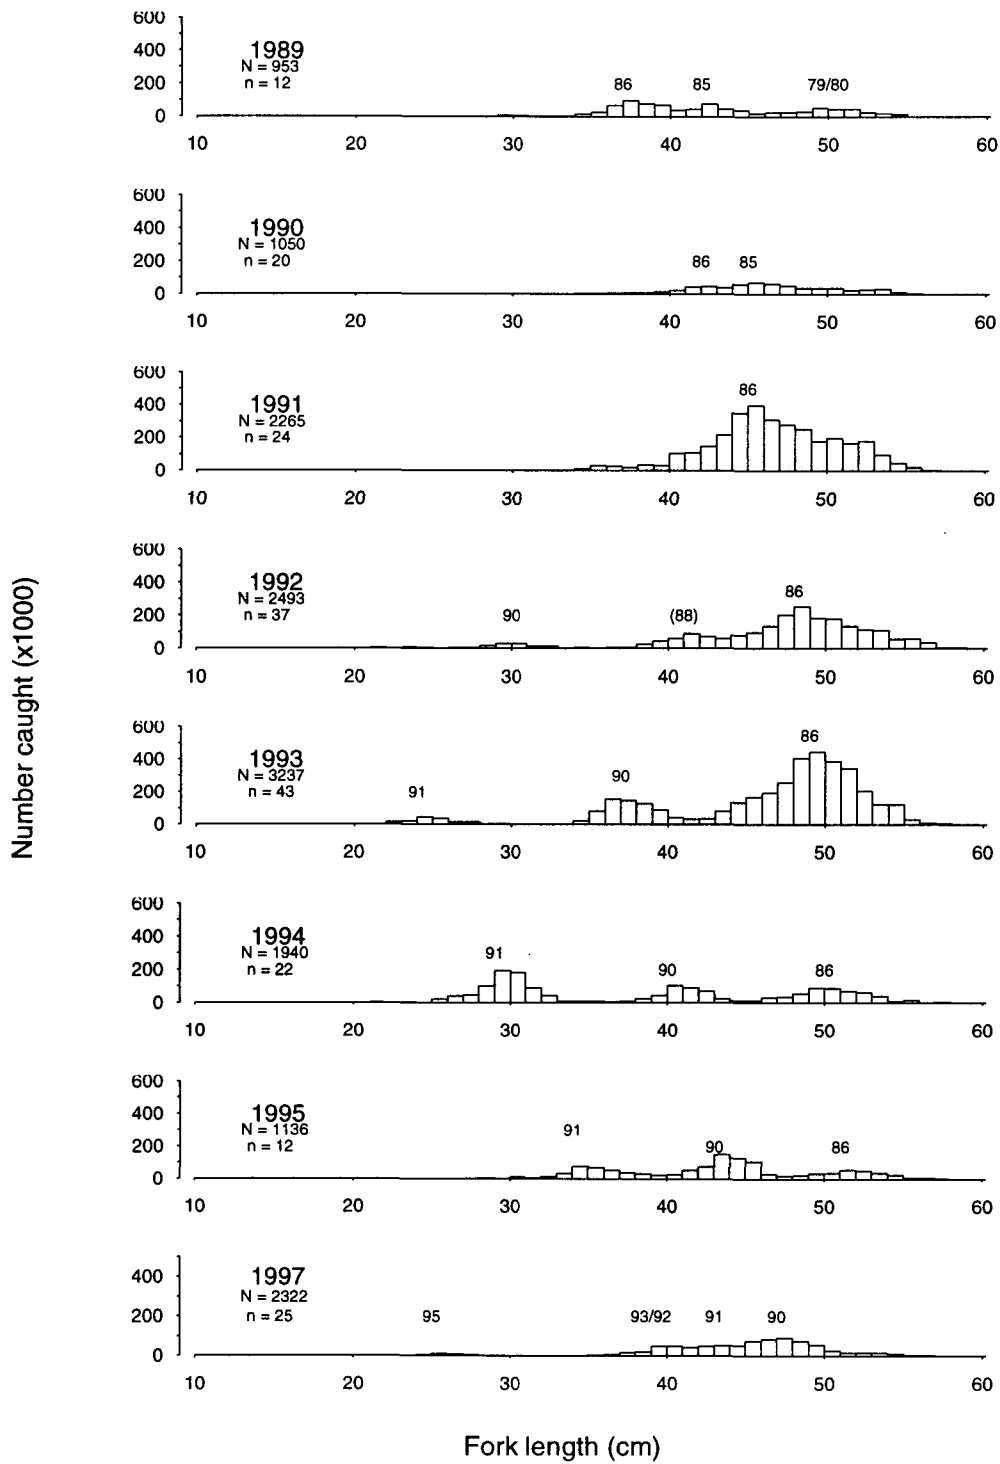 600
400
200
0
1989
N = 953
n = 12
86 85 79/80
10 20 30 40 50 60
600
400
200
0
1990
N = 1050
n = 20
86 85
10 20 30 40 50 60
600
400
200
0
1991
N = 2265
n = 24
86
10 20 30 40 50 60
600
400
200
0
1992
N = 2493
n = 37
90 (88) 86
10 20 30 40 50 60
600
400
200
0
1993
N = 3237
n = 43
91 90 86
10 20 30 40 50 60
600
400
200
0
1994
N = 1940
n = 22
91 90 86
10 20 30 40 50 60
600
400
200
0
1995
N = 1136
n = 12
91 90 86
10 20 30 40 50 60
400
200
0
1997
N = 2322
n = 25
95 93/92 91 90
10 20 30 40 50 60
Number caught (x1000)
Fork length (cm)